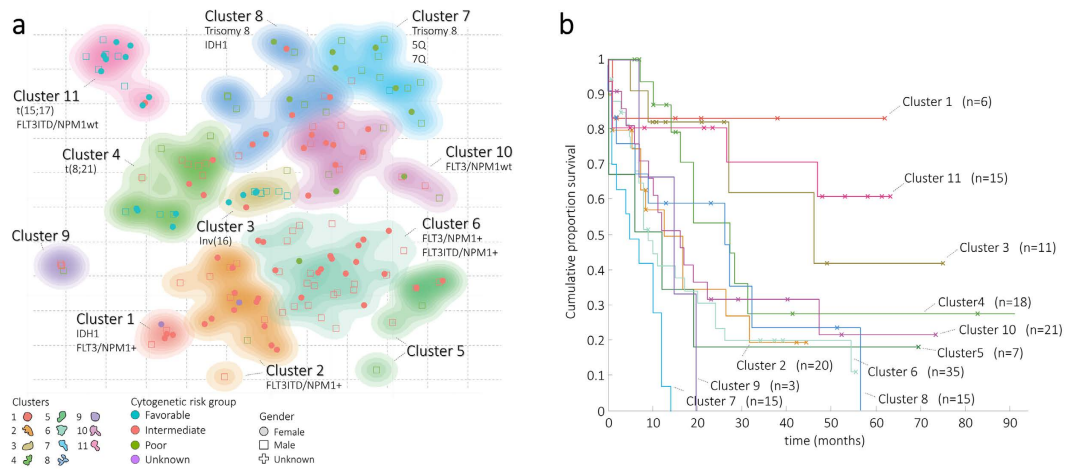 a
Cluster 8
Trisomy 8
IDH1
Cluster 7
Trisomy 8
5Q
7Q
Cluster 11
t(15;17)
FLT3ITD/NPM1wt
Cluster 4
t(8;21)
Cluster 10
FLT3/NPM1wt
Cluster 3
Inv(16)
Cluster 6
FLT3/NPM1+
FLT3ITD/NPM1+
Cluster 9
Cluster 1
IDH1
FLT3/NPM1+
Cluster 2
FLT3ITD/NPM1+
Cluster 5
Clusters
1 5 9
2 6 10
3 7 11
4 8
Cytogenetic risk group
Favorable
Intermediate
Poor
Unknown
Gender
Female
Male
Unknown
b
Cumulative proportion survival
1
0.9
0.8
0.7
0.6
0.5
0.4
0.3
0.2
0.1
0
Cluster 1 (n=6)
Cluster 11 (n=15)
Cluster 3 (n=11)
Cluster4 (n=18)
Cluster 10 (n=21)
Cluster5 (n=7)
Cluster 2 (n=20)
Cluster 6 (n=35)
Cluster 9 (n=3)
Cluster 7 (n=15)
Cluster 8 (n=15)
0 10 20 30 40 50 60 70 80 90
time (months)